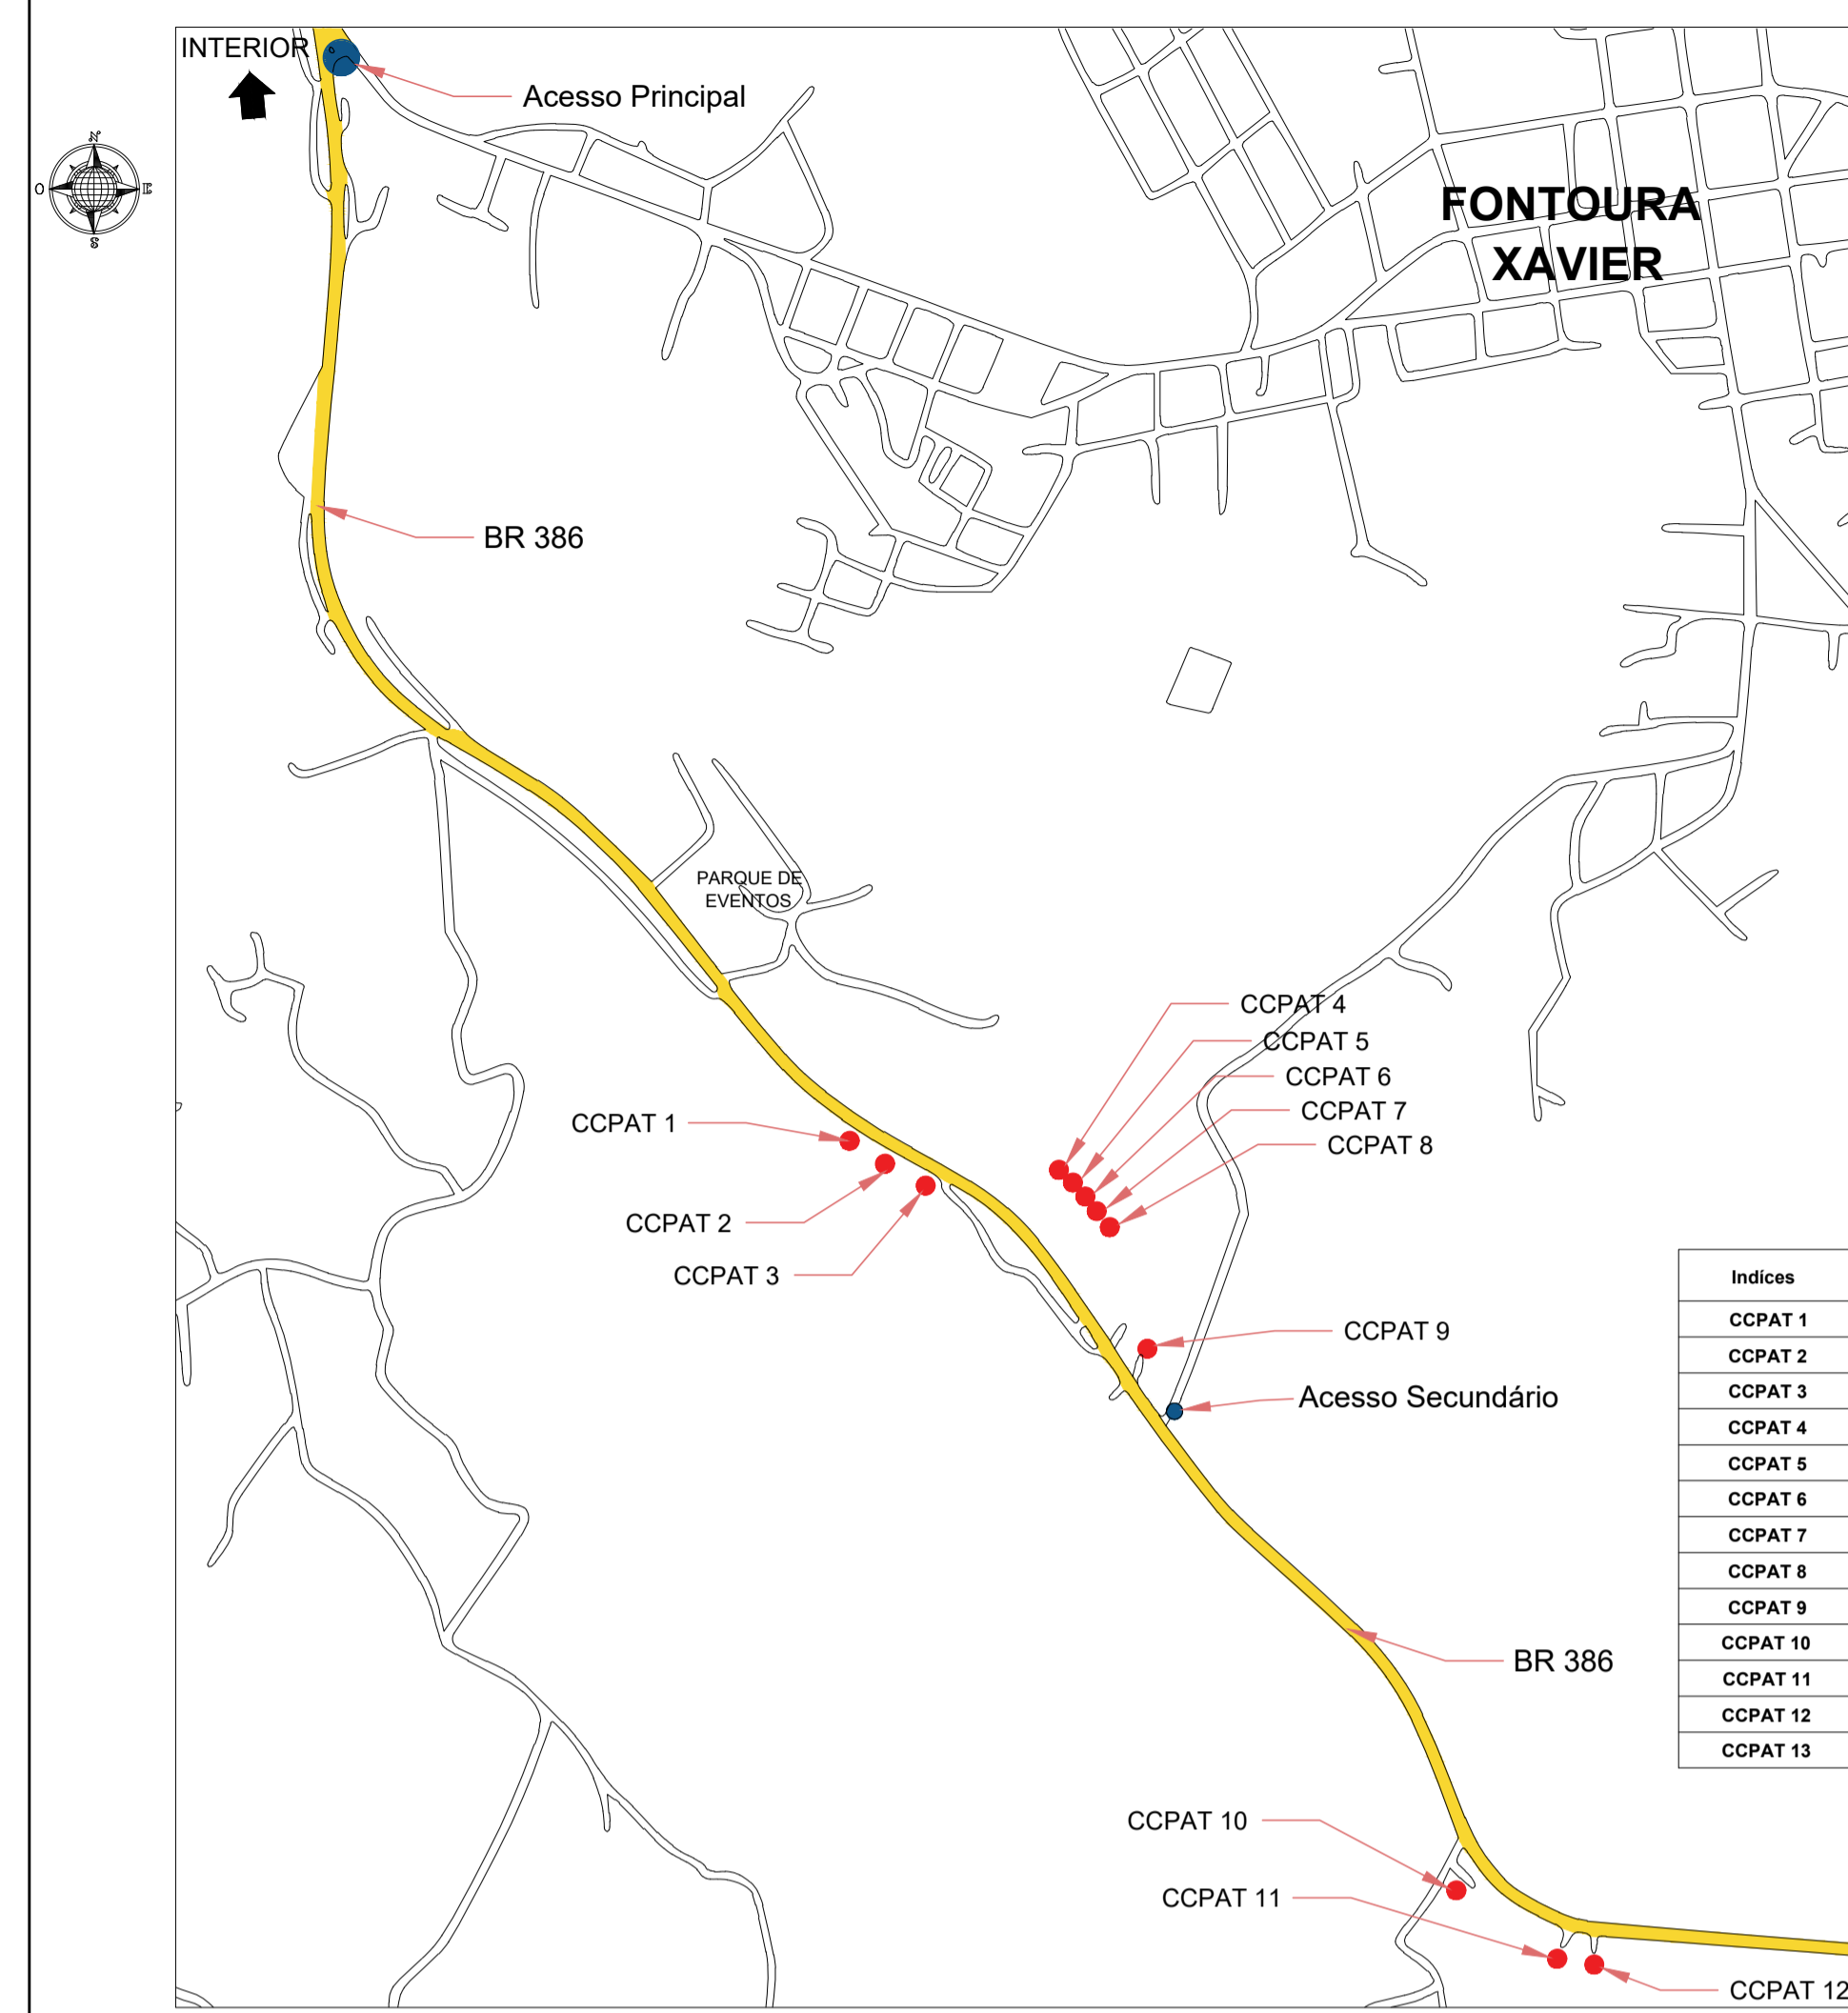 INTERIOR
Acesso Principal
N
O
E
S
FONTOURA
XAVIER
BR 386
PARQUE DE
EVENTOS
CCPAT 4
CCPAT 5
CCPAT 6
CCPAT 7
CCPAT 8
CCPAT 1
CCPAT 2
CCPAT 3
CCPAT 9
Acesso Secundário
Indíces
CCPAT 1
CCPAT 2
CCPAT 3
CCPAT 4
CCPAT 5
CCPAT 6
CCPAT 7
CCPAT 8
CCPAT 9
CCPAT 10
CCPAT 11
CCPAT 12
CCPAT 13
BR 386
CCPAT 10
CCPAT 11
CCPAT 12